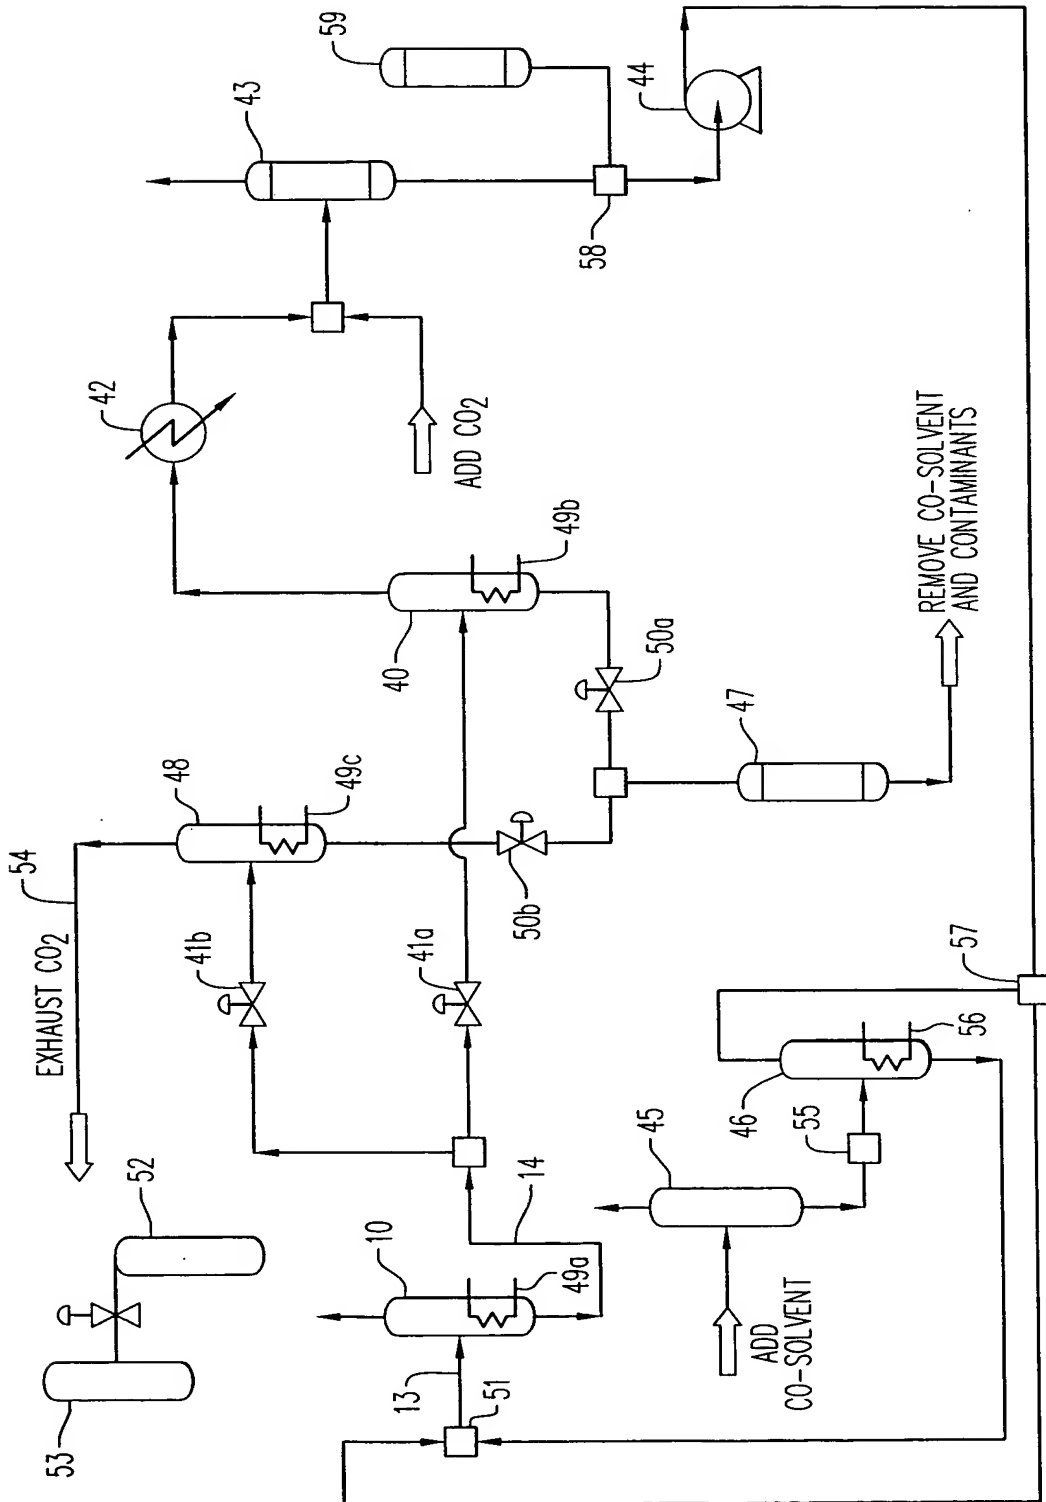 59
43
44
58
42
ADD CO2
49b
40
50a
REMOVE CO-SOLVENT
AND CONTAMINANTS
47
48
49c
54
EXHAUST CO2
41b
50b
41a
57
56
46
55
45
52
10
14
49a
ADD
CO-SOLVENT
13
51
53